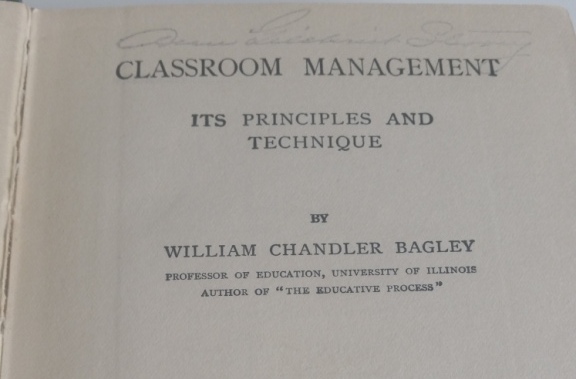 CLASSROOM MANAGEMENT
ITS PRINCIPLES AND
TECHNIQUE
BY
WILLIAM CHANDLER BAGLEY
PROFESSOR OF EDUCATION, UNIVERSITY OF ILLINOIS
AUTHOR OF "THE EDUCATIVE PROCESS"